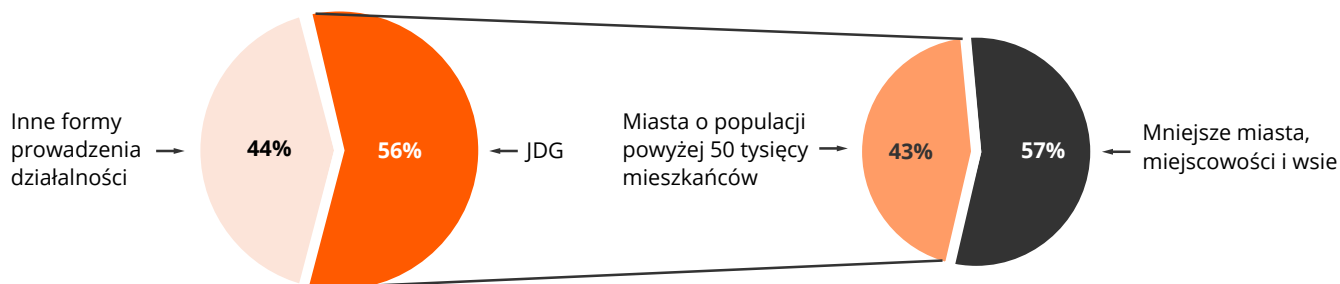 Inne formy
prowadzenia
działalności
44%
56%
JDG
Miasta o populacji
powyżej 50 tysięcy
mieszkańców
43%
57%
Mniejsze miasta,
miejscowości i wsie